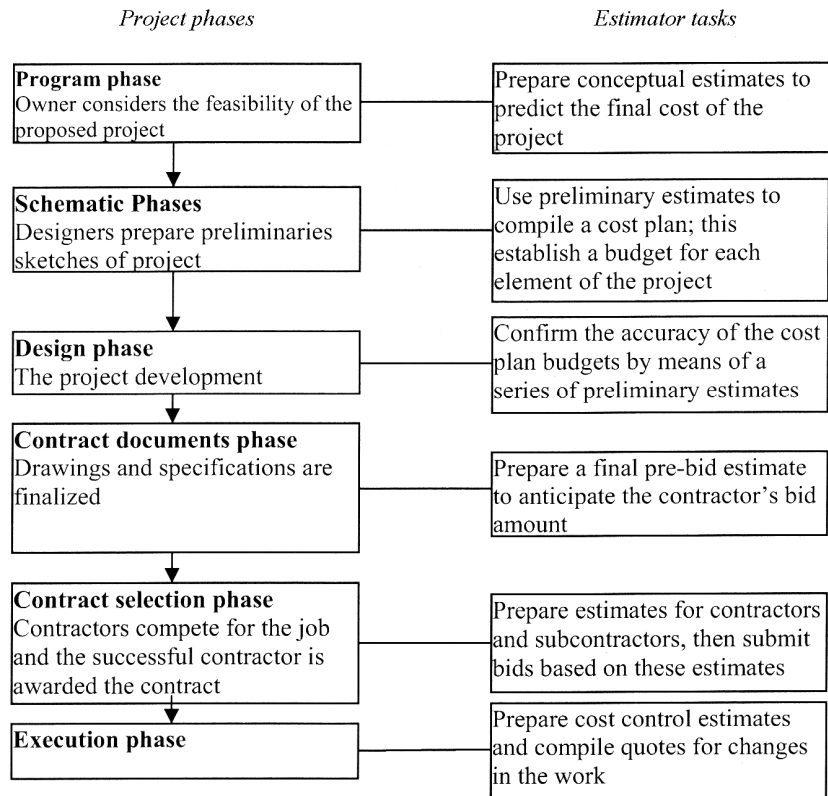 Project phases
Estimator tasks
Program phase
Owner considers the feasibility of the
proposed project
Prepare conceptual estimates to
predict the final cost of the
project
Schematic Phases
Designers prepare preliminaries
sketches of project
Use preliminary estimates to
compile a cost plan; this
establish a budget for each
element of the project
Design phase
The project development
Confirm the accuracy of the cost
plan budgets by means of a
series of preliminary estimates
Contract documents phase
Drawings and specifications are
finalized
Prepare a final pre-bid estimate
to anticipate the contractor's bid
amount
Contract selection phase
Contractors compete for the job
and the successful contractor is
awarded the contract
Prepare estimates for contractors
and subcontractors, then submit
bids based on these estimates
Execution phase
Prepare cost control estimates
and compile quotes for changes
in the work